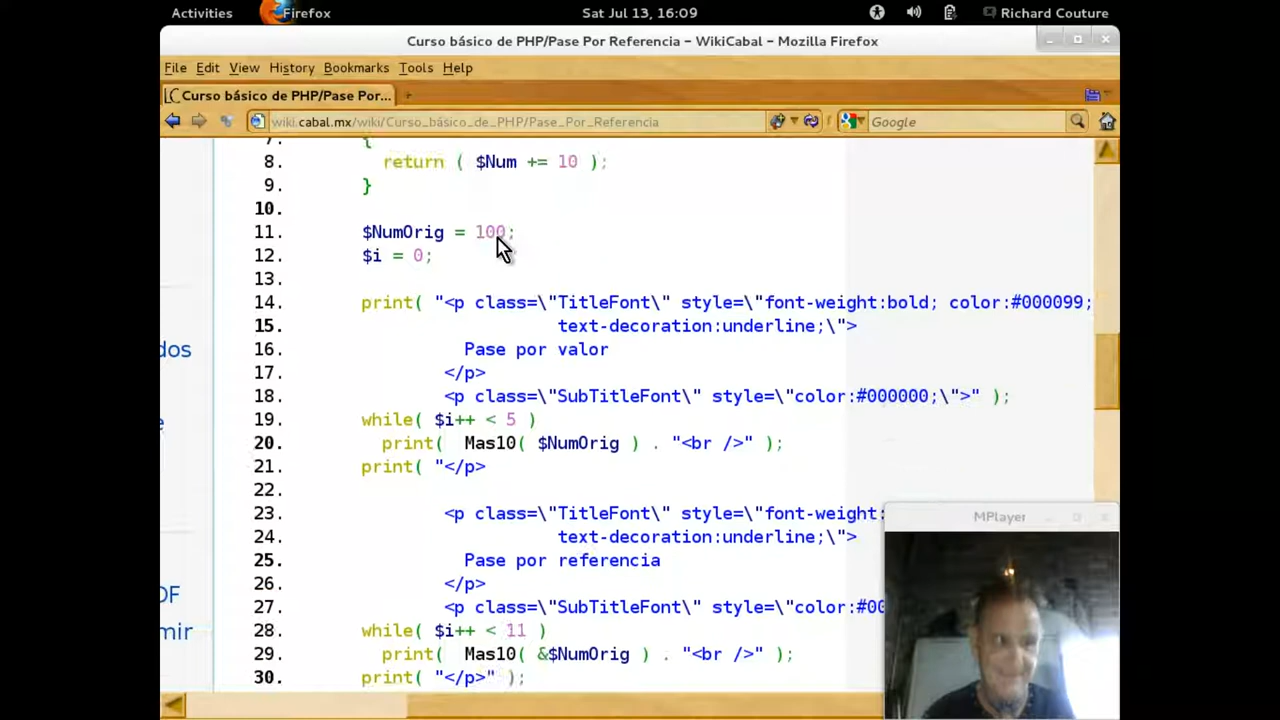 Activities Firefox Sat Jul 13, 16:09 Richard Couture
Curso básico de PHP/Pase Por Referencia – WikiCabal – Mozilla Firefox
File Edit View History Bookmarks Tools Help
Curso básico de PHP/Pase Por...
wiki.cabal.mx/wiki/Curso_básico_de_PHP/Pase_Por_Referencia Google
7. {
8. return ( $Num += 10 );
9. }
10.
11. $NumOrig = 100;
12. $i = 0;
13.
14. print( "<p class=\"TitleFont\" style=\"font-weight:bold; color:#000099;
15. text-decoration:underline;\">
dos
16. Pase por valor
17. </p>
18. <p class=\"SubTitleFont\" style=\"color:#000000;\">" );
19. while( $i++ < 5 )
20. print( Mas10( $NumOrig ) . "<br />" );
21. print( "</p>
22.
23. <p class=\"TitleFont\" style=\"font-weight:
MPlayer
24. text-decoration:underline;\">
25. Pase por referencia
26. </p>
DF
27. <p class=\"SubTitleFont\" style=\"color:#00
28. while( $i++ < 11 )
mir
29. print( Mas10( &$NumOrig ) . "<br />" );
30. print( "</p>" );